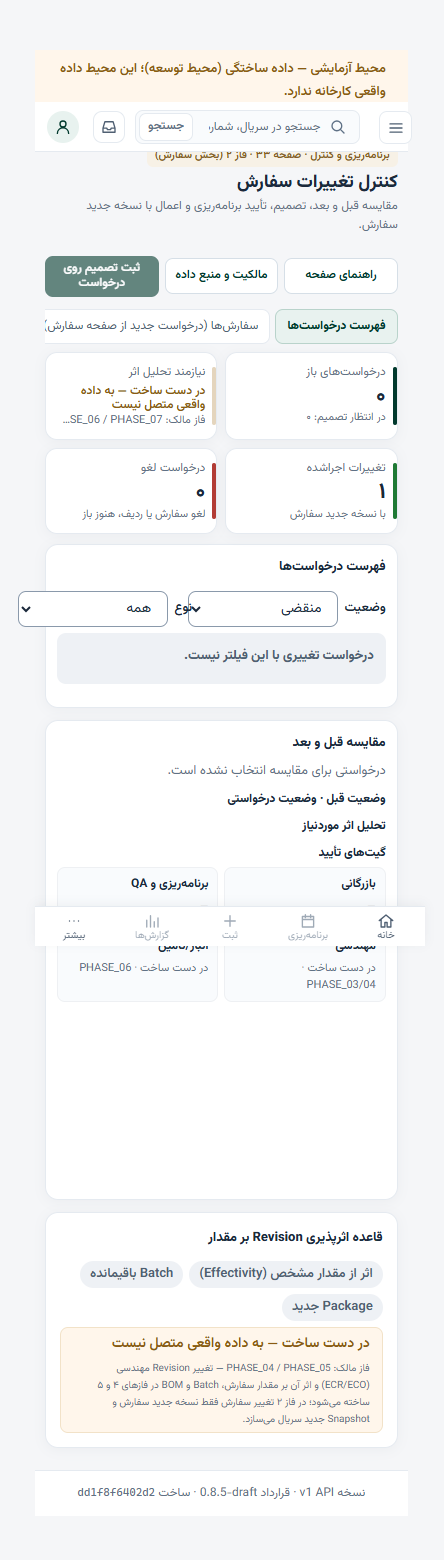 محیط آزمایشی — داده ساختگی (محیط توسعه)؛ این محیط داده
واقعی کارخانه ندارد.
جستجو در سریال، شمار،
جستجو
برنامه‌ریزی و کنترل · صفحه ۳۳ · فاز ۲ (بخش سفارش)
کنترل تغییرات سفارش
مقایسه قبل و بعد، تصمیم، تأیید برنامه‌ریزی و اعمال با نسخه جدید
سفارش.
راهنمای صفحه
مالکیت و منبع داده
ثبت تصمیم روی
درخواست
فهرست درخواست‌ها
سفارش‌ها (درخواست جدید از صفحه سفارش)
درخواست‌های باز
۰
در انتظار تصمیم: ۰
نیازمند تحلیل اثر
در دست ساخت — به داده
واقعی متصل نیست
فاز مالک: PHASE_07 / SE_06...
تغییرات اجراشده
۱
با نسخه جدید سفارش
درخواست لغو
۰
لغو سفارش یا ردیف، هنوز باز
فهرست درخواست‌ها
وضعیت
منقضی
نوع
همه
درخواست تغییری با این فیلتر نیست.
مقایسه قبل و بعد
درخواستی برای مقایسه انتخاب نشده است.
وضعیت قبل · وضعیت درخواستی
تحلیل اثر موردنیاز
گیت‌های تأیید
بازرگانی
برنامه‌ریزی و QA
خانه
برنامه‌ریزی
ثبت
گزارش‌ها
بیشتر
مهندسی
در دست ساخت ·
PHASE_03/04
انبار/تأمین
در دست ساخت · PHASE_06
قاعده اثرپذیری Revision بر مقدار
اثر از مقدار مشخص (Effectivity)
Batch باقیمانده
Package جدید
در دست ساخت — به داده واقعی متصل نیست
فاز مالک: PHASE_04 / PHASE_05 — تغییر Revision مهندسی
(ECR/ECO) و اثر آن بر مقدار سفارش، Batch و BOM در فازهای ۴ و ۵
ساخته می‌شود؛ در فاز ۲ تغییر سفارش فقط نسخه جدید سفارش و
Snapshot جدید سریال می‌سازد.
نسخه API v1 · قرارداد 0.8.5-draft · ساخت dd1f8f6402d2